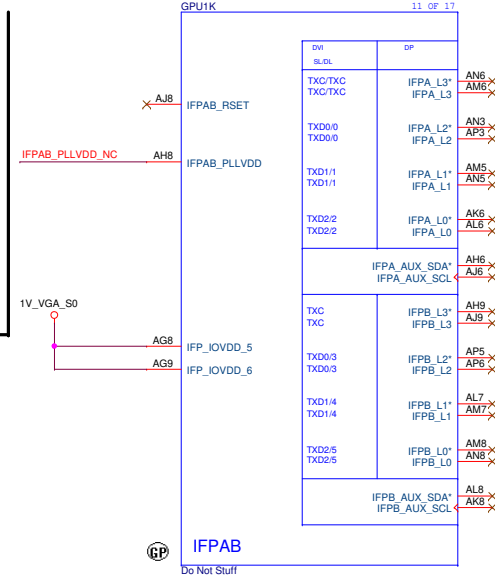 GPU1K 11 OF 17
DVI DP
SL/DL
TXC/TXC IFPA_L3* AN6
TXC/TXC IFPA_L3 AM6
AJ8 IFPAB_RSET
TXD0/0 IFPA_L2* AN3
TXD0/0 IFPA_L2 AP3
IFPAB_PLLVDD_NC AH8 IFPAB_PLLVDD
TXD1/1 IFPA_L1* AM5
TXD1/1 IFPA_L1 AN5
TXD2/2 IFPA_L0* AK6
TXD2/2 IFPA_L0 AL6
IFPA_AUX_SDA* AH6
IFPA_AUX_SCL AJ6
1V_VGA_S0
TXC IFPB_L3* AH9
TXC IFPB_L3 AJ9
AG8 IFP_IOVDD_5
TXD0/3 IFPB_L2* AP5
TXD0/3 IFPB_L2 AP6
AG9 IFP_IOVDD_6
TXD1/4 IFPB_L1* AL7
TXD1/4 IFPB_L1 AM7
TXD2/5 IFPB_L0* AM8
TXD2/5 IFPB_L0 AN8
IFPB_AUX_SDA* AL8
IFPB_AUX_SCL AK8
GP IFPAB
Do Not Stuff